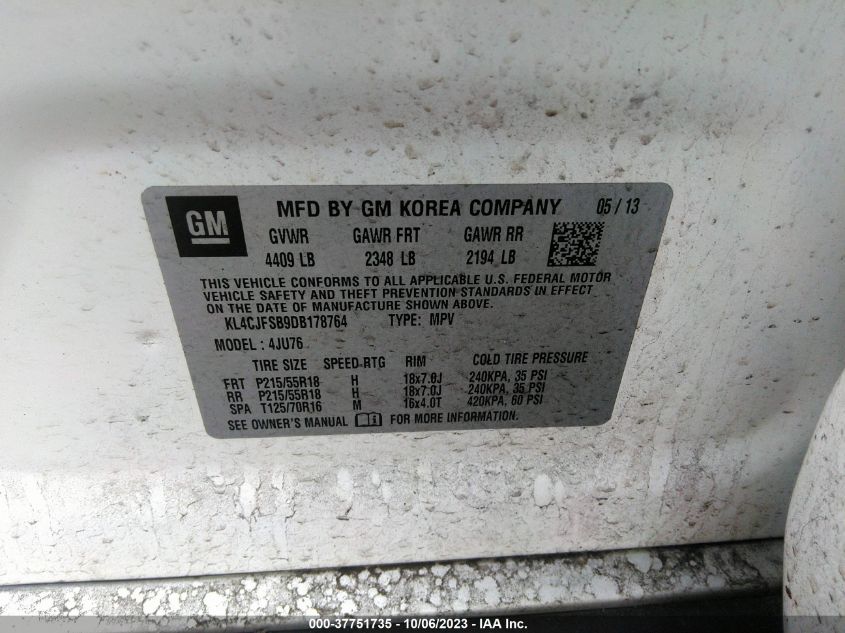 GM
MFD BY GM KOREA COMPANY 05 / 13
GVWR GAWR FRT GAWR RR
4409 LB 2348 LB 2194 LB
THIS VEHICLE CONFORMS TO ALL APPLICABLE U.S. FEDERAL MOTOR
VEHICLE SAFETY AND THEFT PREVENTION STANDARDS IN EFFECT
ON THE DATE OF MANUFACTURE SHOWN ABOVE.
KL4CJFSB9DB178764 TYPE: MPV
MODEL : 4JU76
TIRE SIZE SPEED-RTG RIM COLD TIRE PRESSURE
FRT P215/55R18 H 18x7.0J 240KPA, 35 PSI
RR P215/55R18 H 18x7.0J 240KPA, 35 PSI
SPA T125/70R16 M 16x4.0T 420KPA, 60 PSI
SEE OWNER'S MANUAL i FOR MORE INFORMATION.
000-37751735 - 10/06/2023 - IAA Inc.